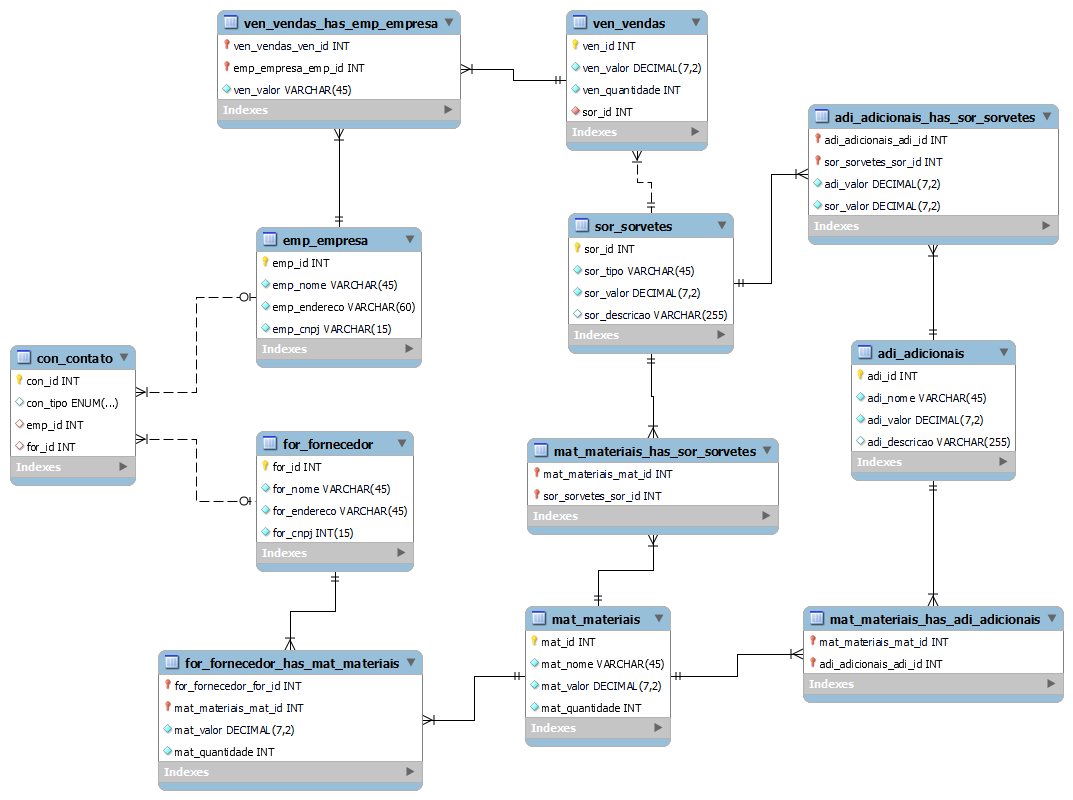 ven_vendas_has_emp_empresa
ven_vendas_ven_id INT
emp_empresa_emp_id INT
ven_valor VARCHAR(45)
Indexes
ven_vendas
ven_id INT
ven_valor DECIMAL(7,2)
ven_quantidade INT
sor_id INT
Indexes
adi_adicionais_has_sor_sorvetes
adi_adicionais_adi_id INT
sor_sorvetes_sor_id INT
adi_valor DECIMAL(7,2)
sor_valor DECIMAL(7,2)
Indexes
emp_empresa
emp_id INT
emp_nome VARCHAR(45)
emp_endereco VARCHAR(60)
emp_cnpj VARCHAR(15)
Indexes
sor_sorvetes
sor_id INT
sor_tipo VARCHAR(45)
sor_valor DECIMAL(7,2)
sor_descricao VARCHAR(255)
Indexes
con_contato
con_id INT
con_tipo ENUM(...)
emp_id INT
for_id INT
Indexes
adi_adicionais
adi_id INT
adi_nome VARCHAR(45)
adi_valor DECIMAL(7,2)
adi_descricao VARCHAR(255)
Indexes
for_fornecedor
for_id INT
for_nome VARCHAR(45)
for_endereco VARCHAR(45)
for_cnpj INT(15)
Indexes
mat_materiais_has_sor_sorvetes
mat_materiais_mat_id INT
sor_sorvetes_sor_id INT
Indexes
for_fornecedor_has_mat_materiais
for_fornecedor_for_id INT
mat_materiais_mat_id INT
mat_valor DECIMAL(7,2)
mat_quantidade INT
Indexes
mat_materiais
mat_id INT
mat_nome VARCHAR(45)
mat_valor DECIMAL(7,2)
mat_quantidade INT
Indexes
mat_materiais_has_adi_adicionais
mat_materiais_mat_id INT
adi_adicionais_adi_id INT
Indexes